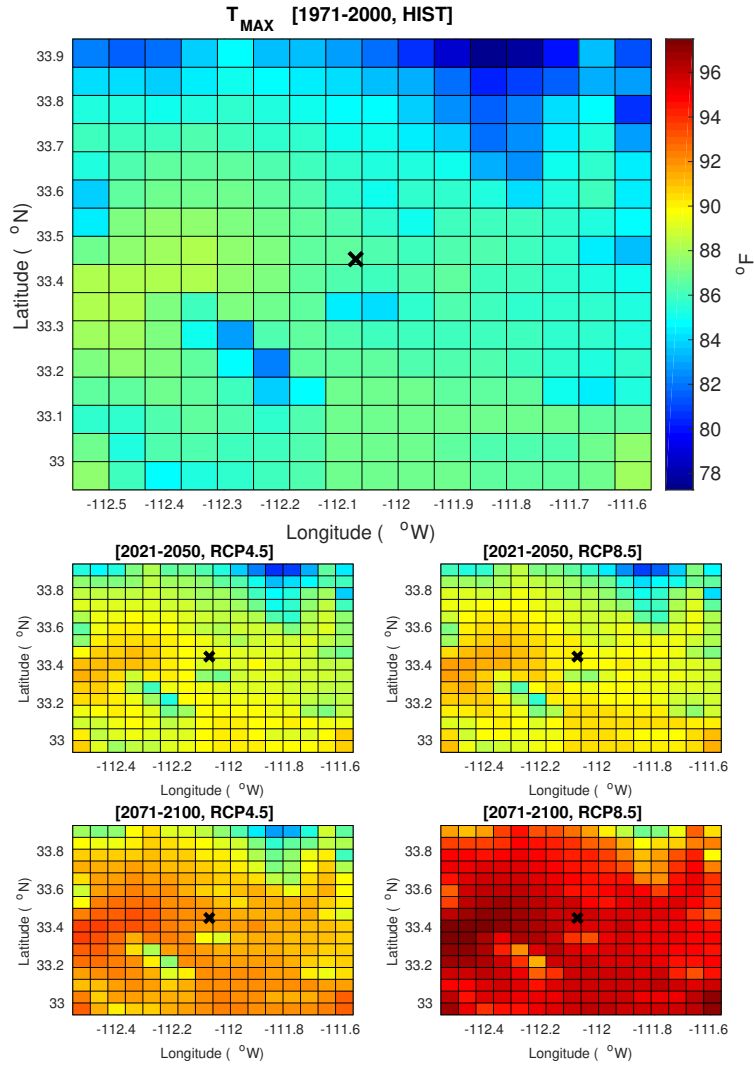 T_MAX [1971-2000, HIST]
33.9
33.8
33.7
33.6
33.5
33.4
33.3
33.2
33.1
33
Latitude ( °N)
-112.5 -112.4 -112.3 -112.2 -112.1 -112 -111.9 -111.8 -111.7 -111.6
Longitude ( °W)
96
94
92
90
88
86
84
82
80
78
°F
[2021-2050, RCP4.5]
33.8
33.6
33.4
33.2
33
Latitude ( °N)
-112.4 -112.2 -112 -111.8 -111.6
Longitude ( °W)
[2021-2050, RCP8.5]
33.8
33.6
33.4
33.2
33
Latitude ( °N)
-112.4 -112.2 -112 -111.8 -111.6
Longitude ( °W)
[2071-2100, RCP4.5]
33.8
33.6
33.4
33.2
33
Latitude ( °N)
-112.4 -112.2 -112 -111.8 -111.6
Longitude ( °W)
[2071-2100, RCP8.5]
33.8
33.6
33.4
33.2
33
Latitude ( °N)
-112.4 -112.2 -112 -111.8 -111.6
Longitude ( °W)